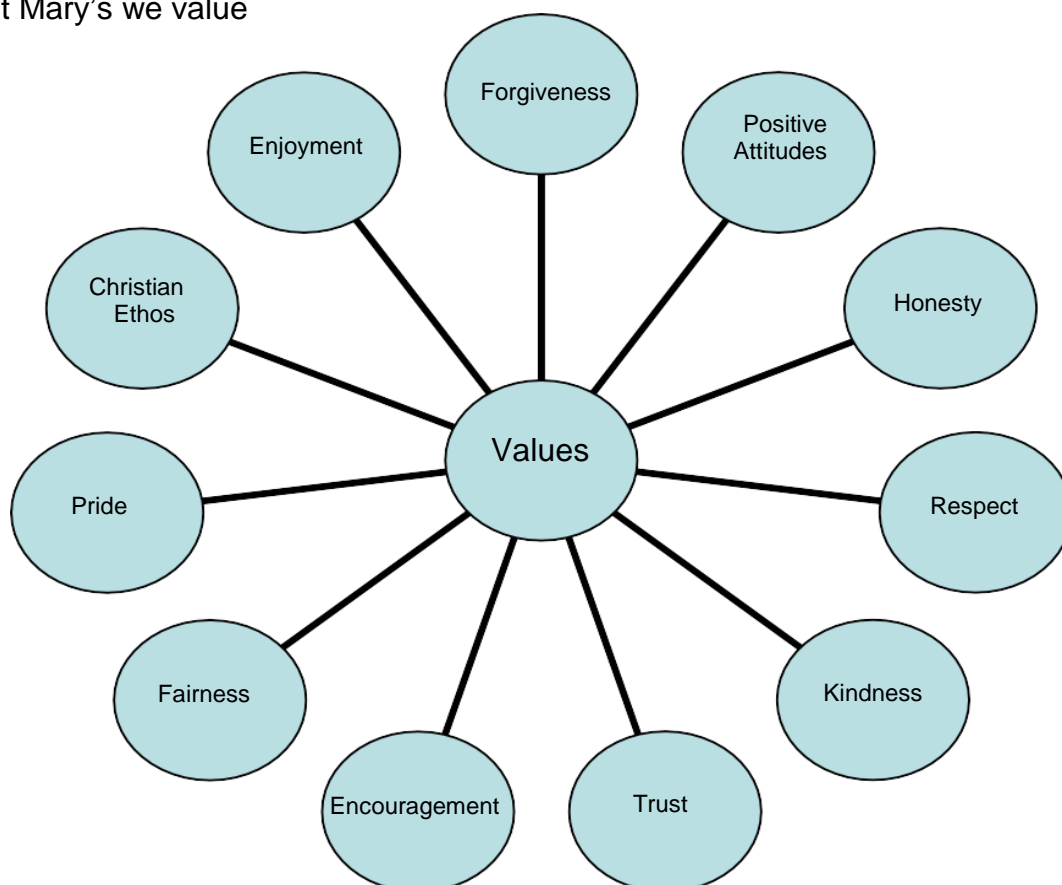 t Mary's we value
Forgiveness
Positive
Attitudes
Enjoyment
Christian
Ethos
Honesty
Values
Pride
Respect
Fairness
Kindness
Encouragement
Trust